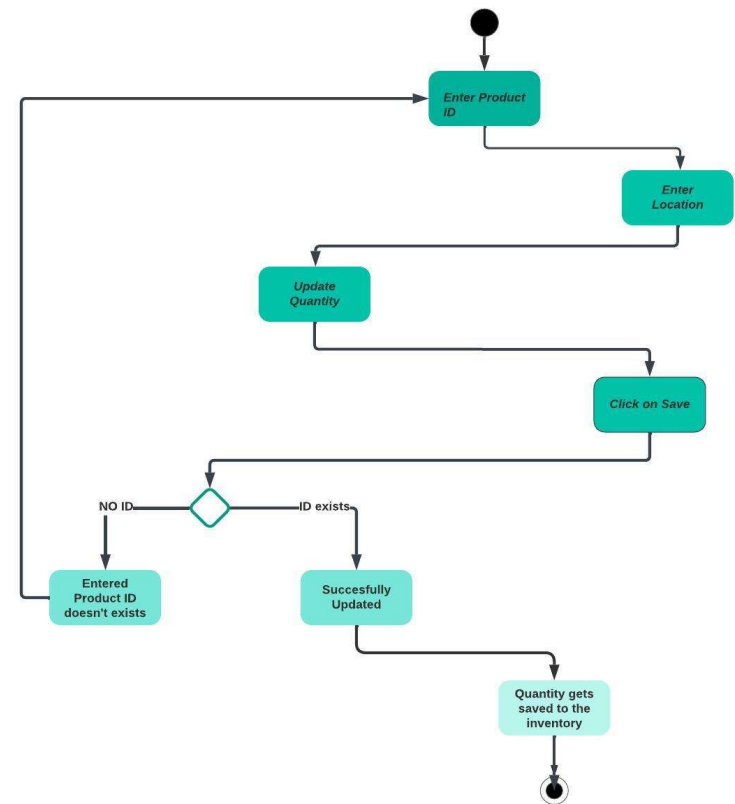 Enter Product
ID
Enter
Location
Update
Quantity
Click on Save
NO ID
ID exists
Entered
Product ID
doesn't exists
Succesfully
Updated
Quantity gets
saved to the
inventory